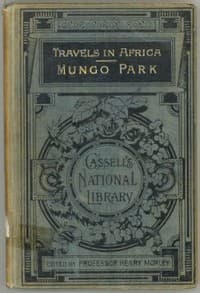 TRAVELS IN AFRICA
MUNGO PARK
CASSELL'S
NATIONAL
LIBRARY
EDITED BY PROFESSOR HENRY MORLEY